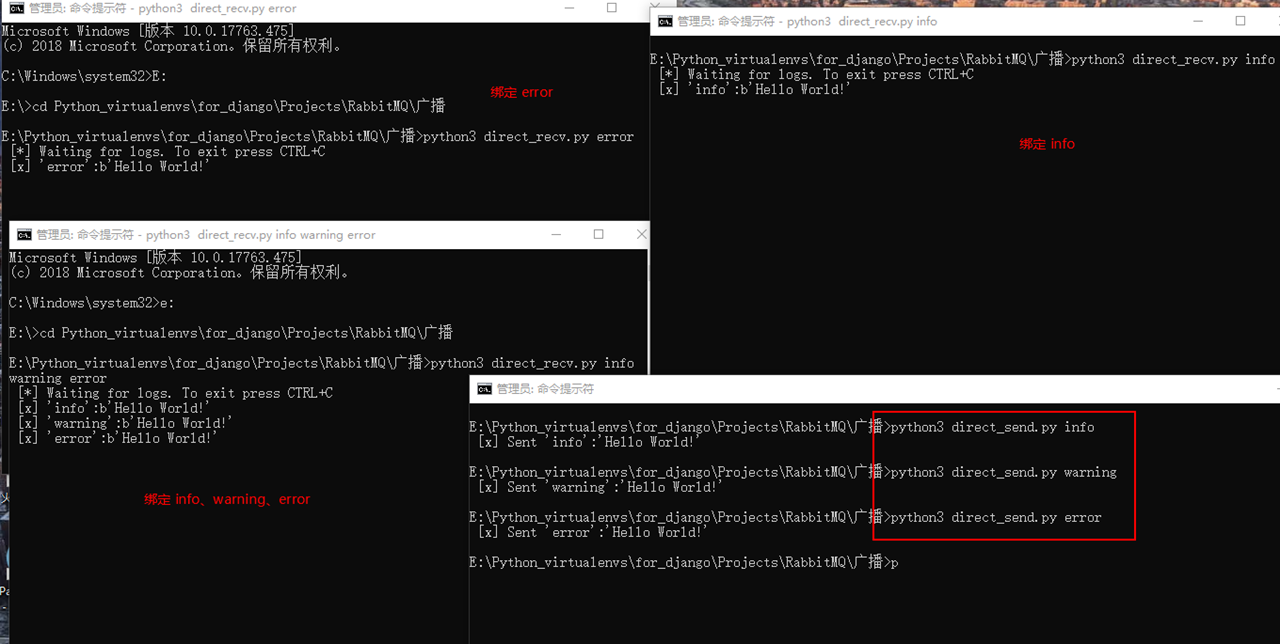 管理员: 命令提示符 - python3  direct_recv.py error
Microsoft Windows [版本 10.0.17763.475]
(c) 2018 Microsoft Corporation。保留所有权利。
C:\Windows\system32>E:
E:\>cd Python_virtualenvs\for_django\Projects\RabbitMQ\广播
绑定 error
E:\Python_virtualenvs\for_django\Projects\RabbitMQ\广播>python3 direct_recv.py error
[*] Waiting for logs. To exit press CTRL+C
[x] 'error':b'Hello World!'
管理员: 命令提示符 - python3  direct_recv.py info
E:\Python_virtualenvs\for_django\Projects\RabbitMQ\广播>python3 direct_recv.py info
[*] Waiting for logs. To exit press CTRL+C
[x] 'info':b'Hello World!'
绑定 info
管理员: 命令提示符 - python3  direct_recv.py info warning error
Microsoft Windows [版本 10.0.17763.475]
(c) 2018 Microsoft Corporation。保留所有权利。
C:\Windows\system32>e:
E:\>cd Python_virtualenvs\for_django\Projects\RabbitMQ\广播
E:\Python_virtualenvs\for_django\Projects\RabbitMQ\广播>python3 direct_recv.py info
warning error
[*] Waiting for logs. To exit press CTRL+C
[x] 'info':b'Hello World!'
[x] 'warning':b'Hello World!'
[x] 'error':b'Hello World!'
绑定 info、warning、error
管理员: 命令提示符
E:\Python_virtualenvs\for_django\Projects\RabbitMQ\广播>python3 direct_send.py info
[x] Sent 'info':'Hello World!'
E:\Python_virtualenvs\for_django\Projects\RabbitMQ\广播>python3 direct_send.py warning
[x] Sent 'warning':'Hello World!'
E:\Python_virtualenvs\for_django\Projects\RabbitMQ\广播>python3 direct_send.py error
[x] Sent 'error':'Hello World!'
E:\Python_virtualenvs\for_django\Projects\RabbitMQ\广播>p